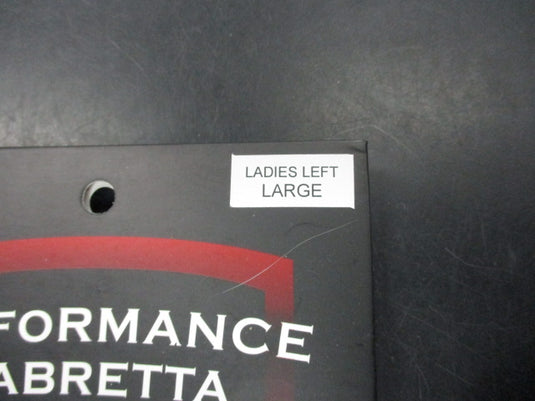 LADIES LEFT
LARGE
FORMANCE
ABRETTA